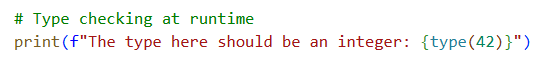 # Type checking at runtime
print(f"The type here should be an integer: {type(42)}")